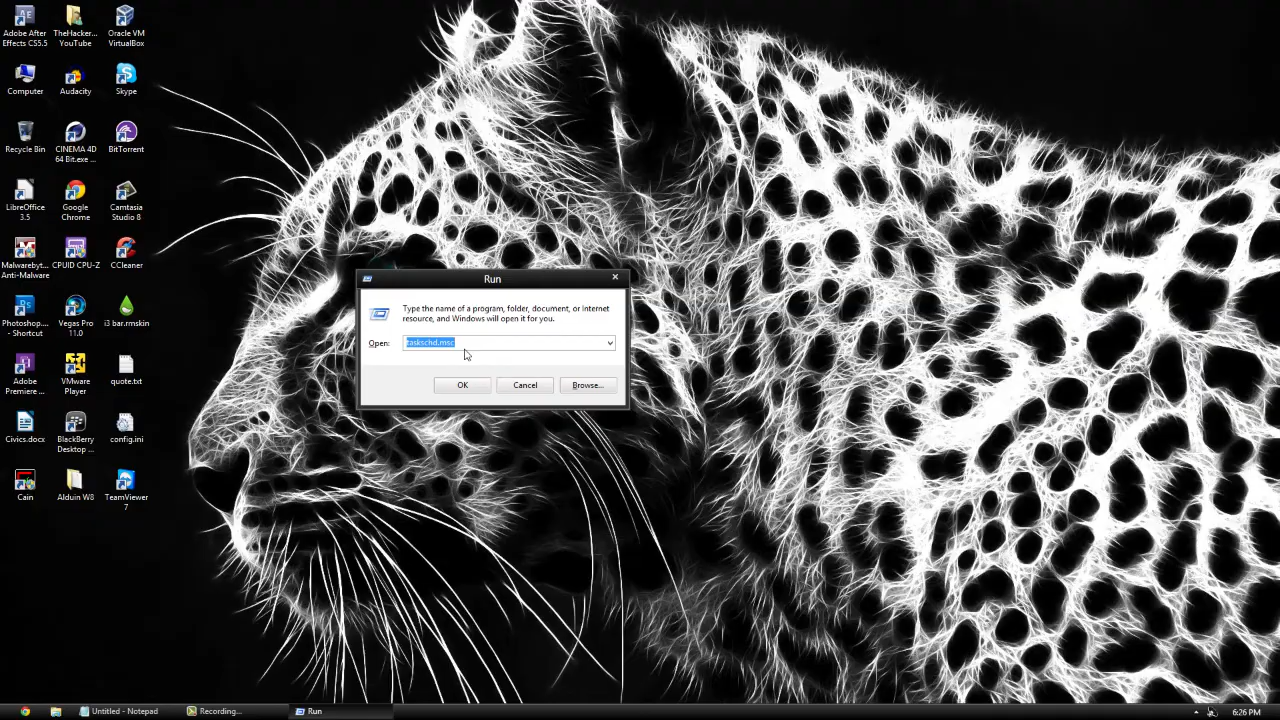 Adobe After
Effects CS5.5
TheHacker...
YouTube
Oracle VM
VirtualBox
Computer
Audacity
Skype
Recycle Bin
CINEMA 4D
64 Bit.exe ...
BitTorrent
LibreOffice
3.5
Google
Chrome
Camtasia
Studio 8
Malwarebyt...
Anti-Malware
CPUID CPU-Z
CCleaner
Photoshop....
- Shortcut
Vegas Pro
11.0
i3 bar.rmskin
Adobe
Premiere ...
VMware
Player
quote.txt
Civics.docx
BlackBerry
Desktop ...
config.ini
Cain
Alduin W8
TeamViewer
7
Run
Type the name of a program, folder, document, or Internet
resource, and Windows will open it for you.
Open:
taskschd.msc
OK
Cancel
Browse...
Untitled - Notepad
Recording...
Run
6:26 PM